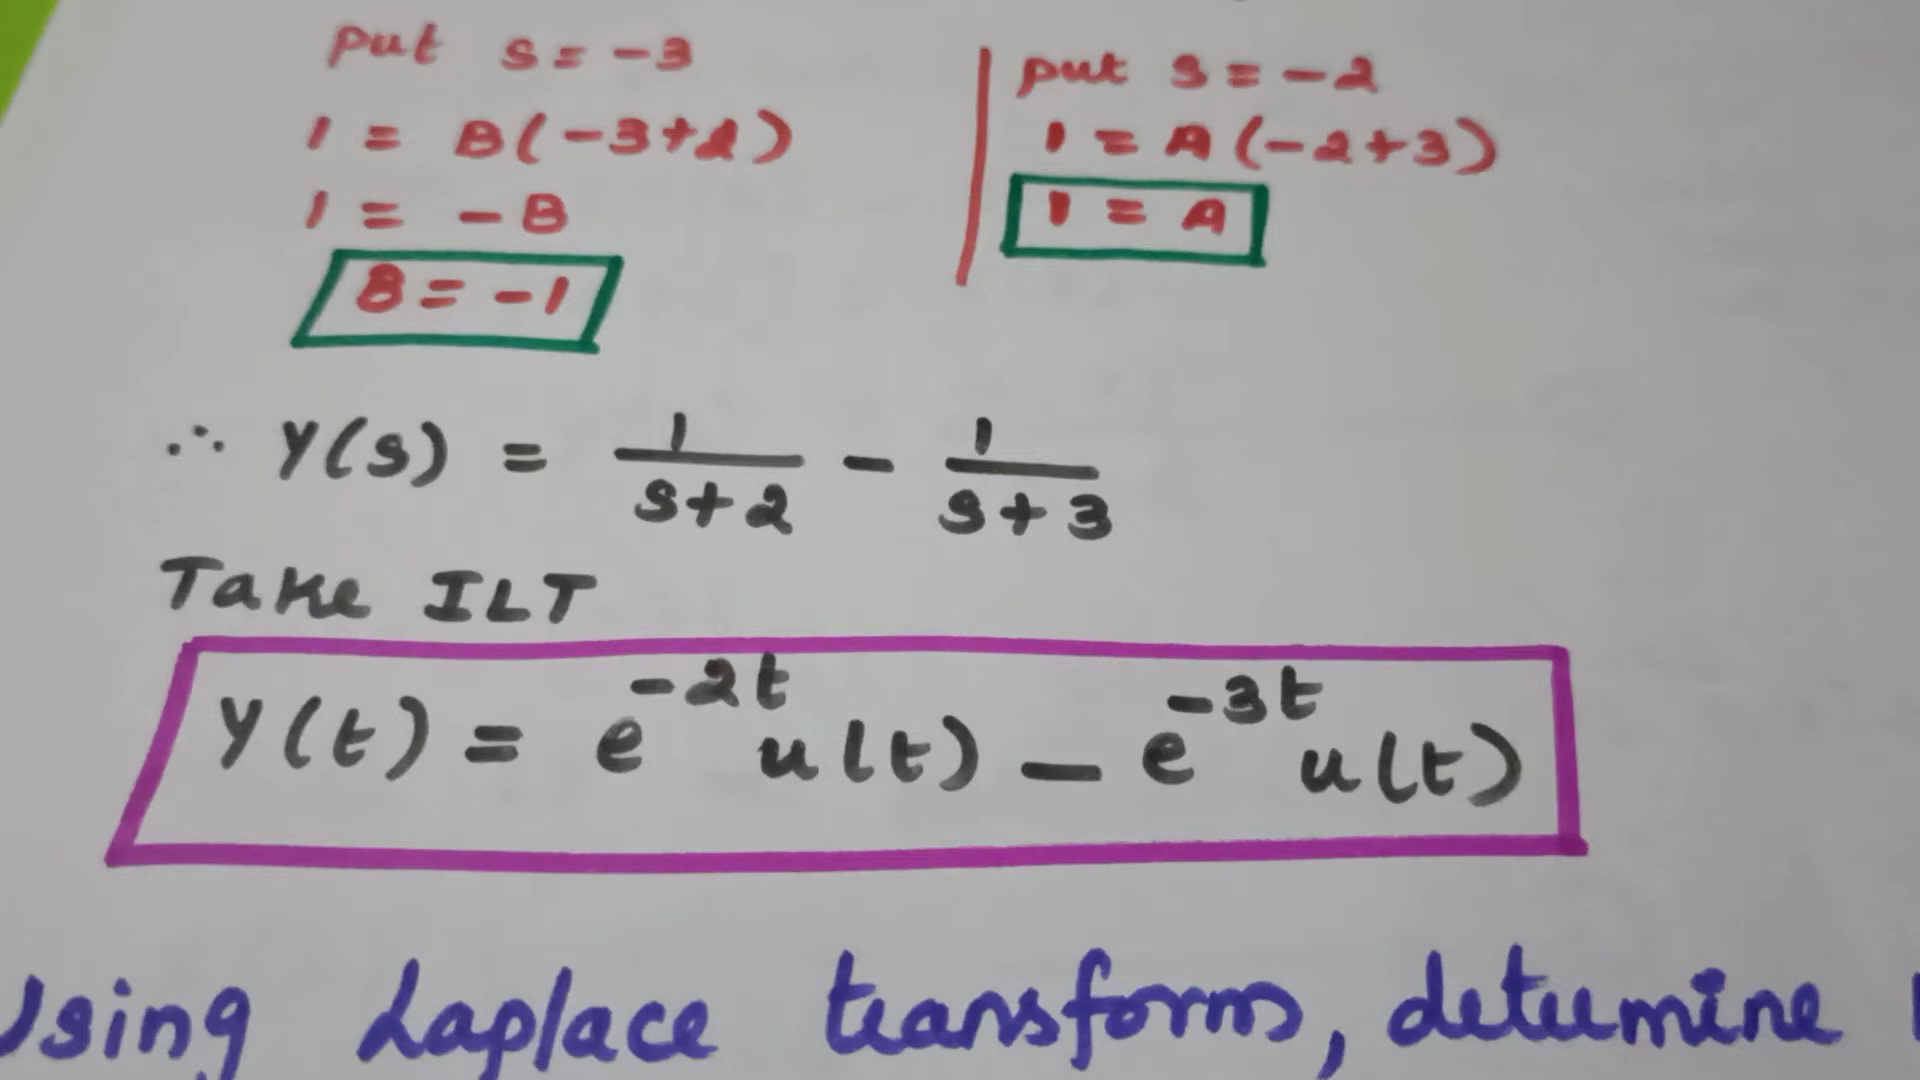 put s = -3
1 = B(-3+2)
1 = -B
B = -1
put s = -2
1 = A(-2+3)
1 = A
∴ Y(s) = 1/(s+2) - 1/(s+3)
Take ILT
y(t) = e^{-2t} u(t) - e^{-3t} u(t)
Using Laplace transforms, determine